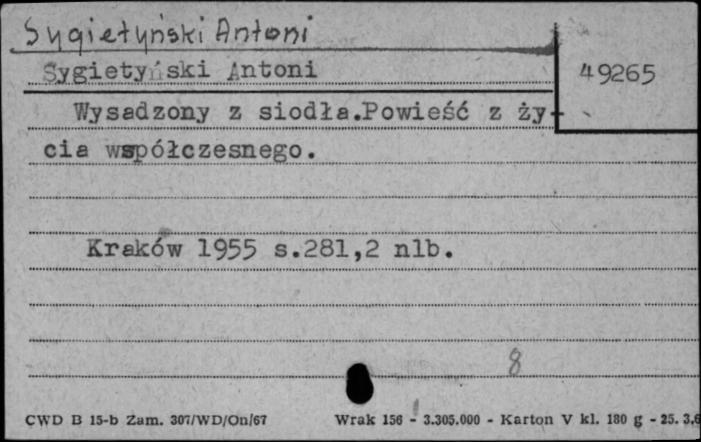 Sygietyński Antoni
Sygietyński Antoni
49265
Wysadzony z siodła.Powieść z ży-
cia współczesnego.
Kraków 1955 s.281,2 nlb.
8
CWD B 15-b Zam. 307/WD/On/67 Wrak 156 - 3.305.000 - Karton V kl. 180 g - 25. 3.6